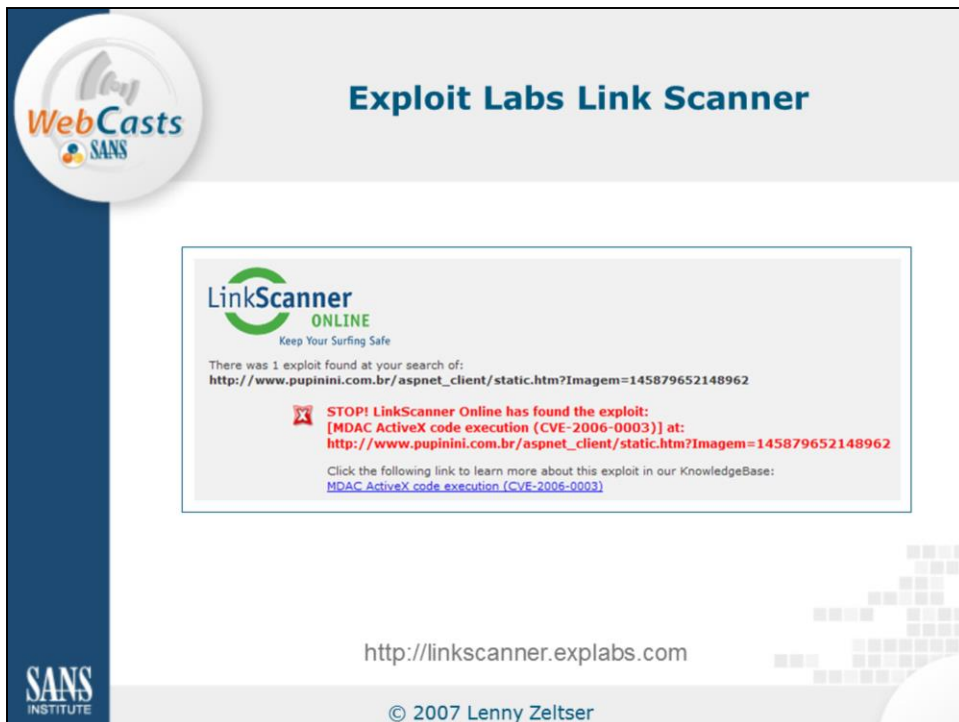 WebCasts
SANS
Exploit Labs Link Scanner
LinkScanner
ONLINE
Keep Your Surfing Safe
There was 1 exploit found at your search of:
http://www.pupinini.com.br/aspnet_client/static.htm?Imagem=145879652148962
STOP! LinkScanner Online has found the exploit:
[MDAC ActiveX code execution (CVE-2006-0003)] at:
http://www.pupinini.com.br/aspnet_client/static.htm?Imagem=145879652148962
Click the following link to learn more about this exploit in our KnowledgeBase:
MDAC ActiveX code execution (CVE-2006-0003)
http://linkscanner.explabs.com
SANS
INSTITUTE
© 2007 Lenny Zeltser